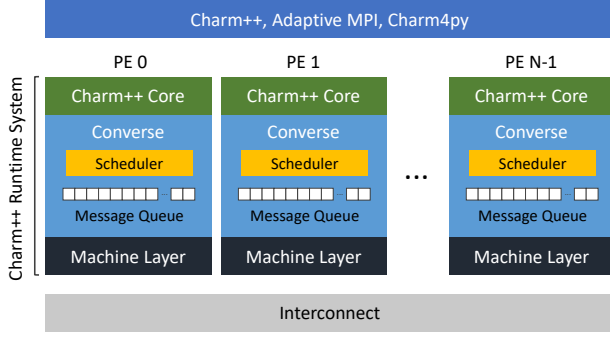 Charm++, Adaptive MPI, Charm4py
PE 0
PE 1
PE N-1
Charm++ Runtime System
Charm++ Core
Charm++ Core
Charm++ Core
Converse
Converse
Converse
Scheduler
Scheduler
Scheduler
...
...
...
...
Message Queue
Message Queue
Message Queue
Machine Layer
Machine Layer
Machine Layer
Interconnect